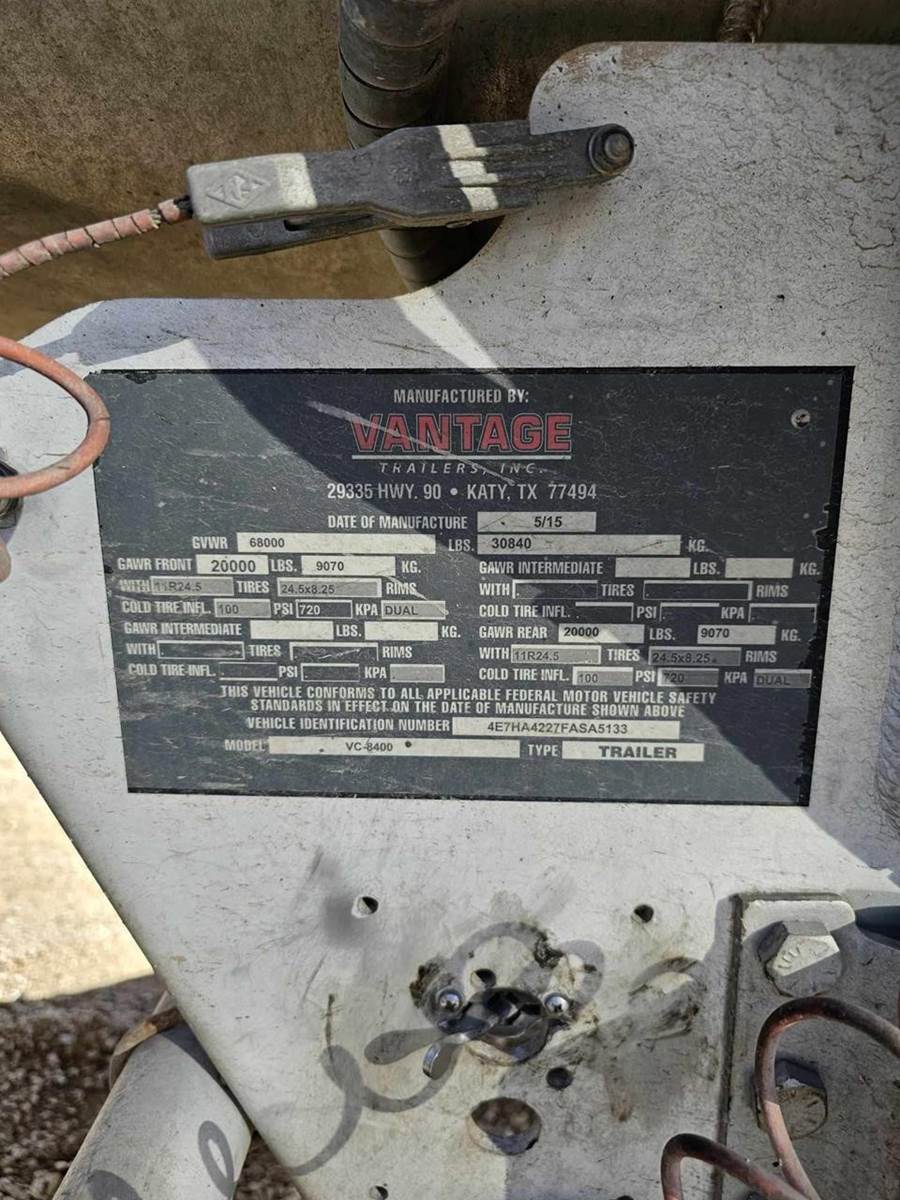 MANUFACTURED BY:
VANTAGE
TRAILERS, INC.
29335 HWY. 90 • KATY, TX 77494
DATE OF MANUFACTURE 5/15
GVWR 68000 LBS. 30840 KG.
GAWR FRONT 20000 LBS. 9070 KG. GAWR INTERMEDIATE LBS. KG.
WITH 11R24.5 TIRES 24.5x8.25 RIMS WITH TIRES RIMS
COLD TIRE INFL. 100 PSI 720 KPA DUAL COLD TIRE INFL. PSI KPA
GAWR INTERMEDIATE LBS. KG. GAWR REAR 20000 LBS. 9070 KG.
WITH TIRES RIMS WITH 11R24.5 TIRES 24.5x8.25 RIMS
COLD TIRE INFL. PSI KPA COLD TIRE INFL. 100 PSI 720 KPA DUAL
THIS VEHICLE CONFORMS TO ALL APPLICABLE FEDERAL MOTOR VEHICLE SAFETY
STANDARDS IN EFFECT ON THE DATE OF MANUFACTURE SHOWN ABOVE
VEHICLE IDENTIFICATION NUMBER 4E7HA4227FASA5133
MODEL VC-8400 TYPE TRAILER